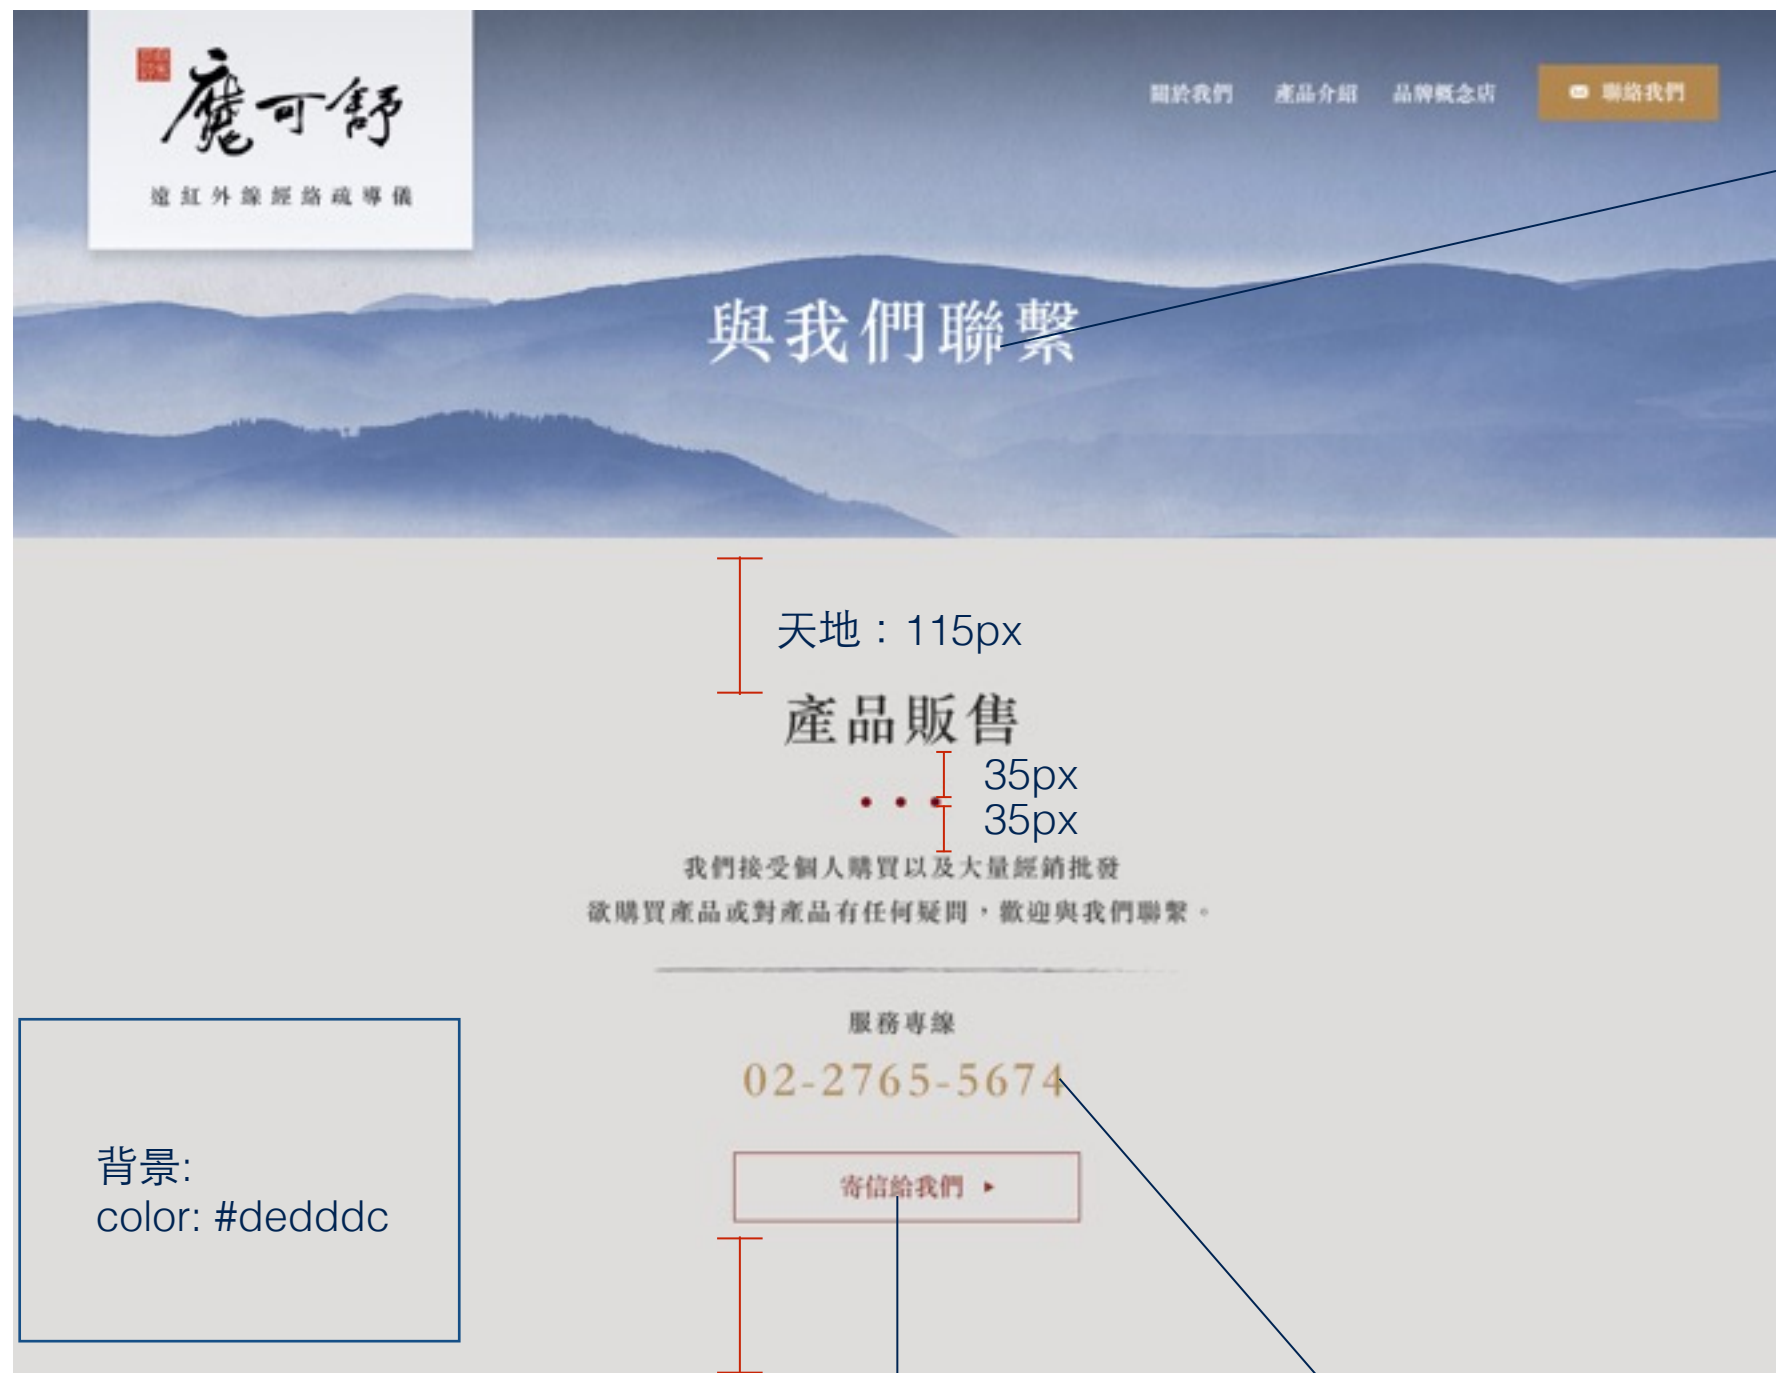 魔可舒
遠紅外線經絡疏導儀
關於我們 產品介紹 品牌概念店 聯絡我們
與我們聯繫
天地：115px
產品販售
35px
35px
我們接受個人購買以及大量經銷批發
欲購買產品或對產品有任何疑問，歡迎與我們聯繫。
服務專線
02-2765-5674
寄信給我們
背景:
color: #dedddc